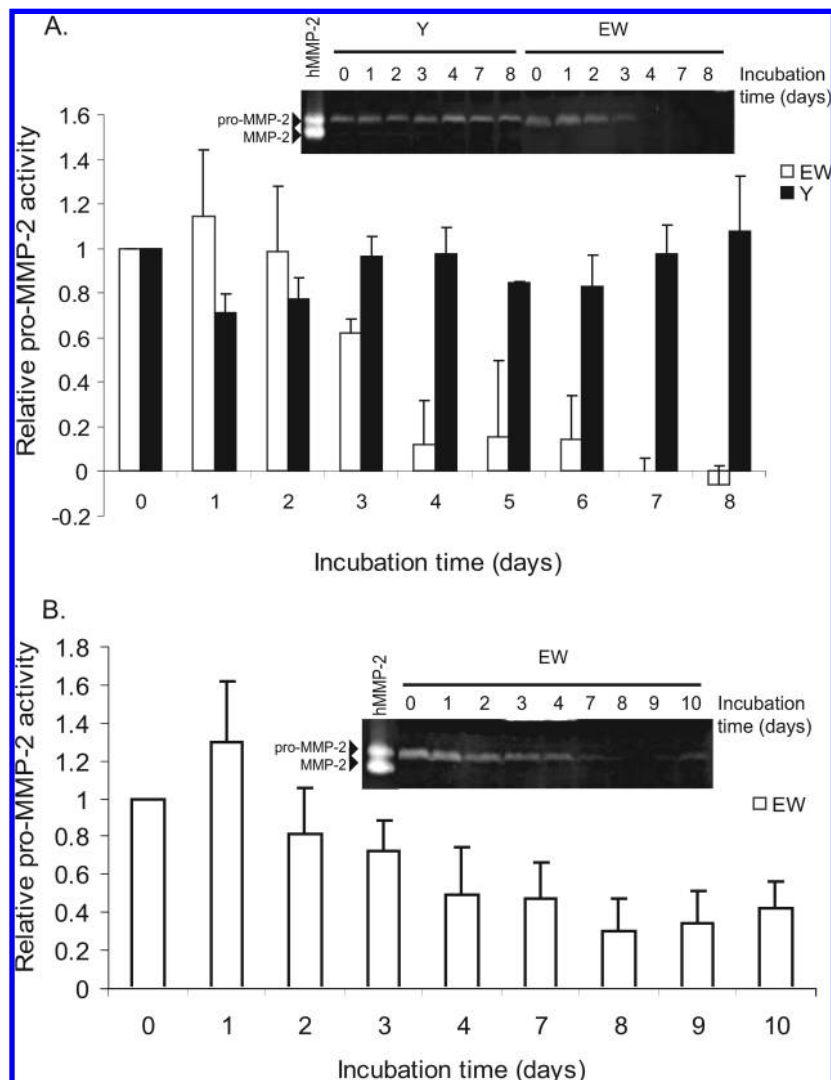 A.
hMMP-2
Y EW
0 1 2 3 4 7 8 0 1 2 3 4 7 8 Incubation
time (days)
pro-MMP-2
MMP-2
EW
Y
Relative pro-MMP-2 activity
1.6
1.4
1.2
1
0.8
0.6
0.4
0.2
0
-0.2
0 1 2 3 4 5 6 7 8
Incubation time (days)
B.
hMMP-2
EW
0 1 2 3 4 7 8 9 10 Incubation
time (days)
pro-MMP-2
MMP-2
EW
Relative pro-MMP-2 activity
1.8
1.6
1.4
1.2
1
0.8
0.6
0.4
0.2
0
0 1 2 3 4 7 8 9 10
Incubation time (days)